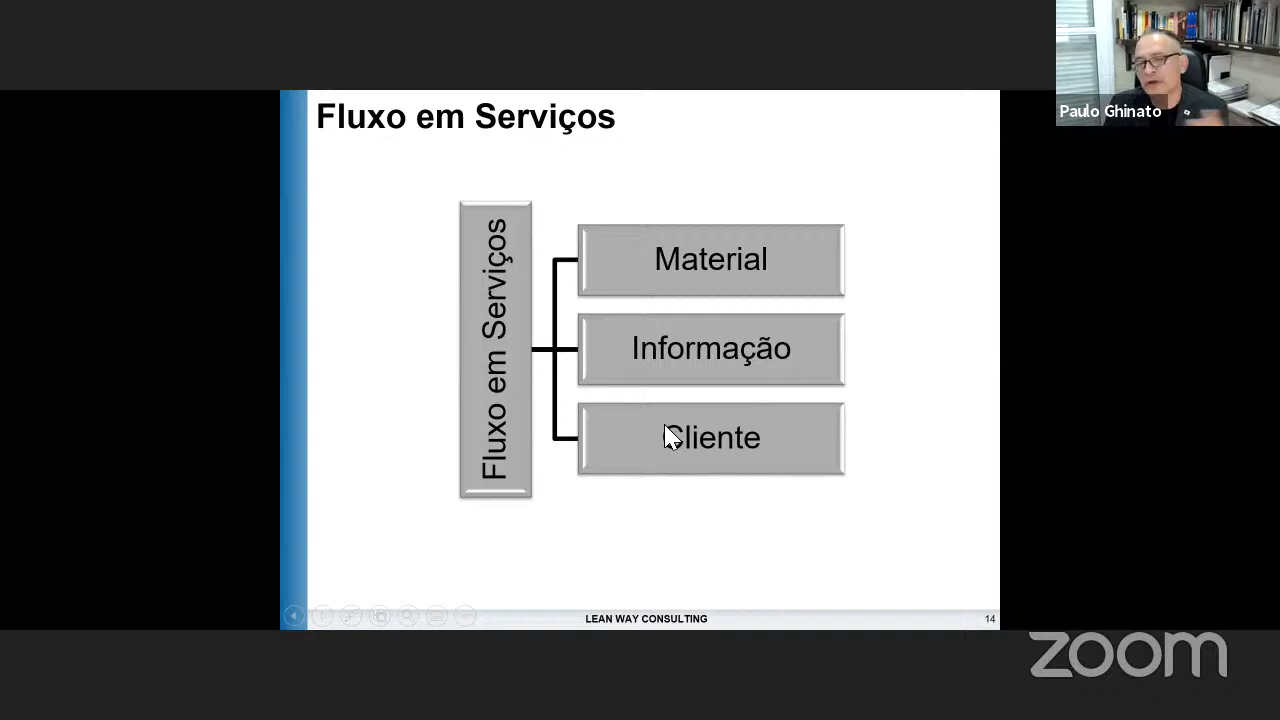 Paulo Ghinato
Fluxo em Serviços
Fluxo em Serviços
Material
Informação
Cliente
LEAN WAY CONSULTING
14
zoom